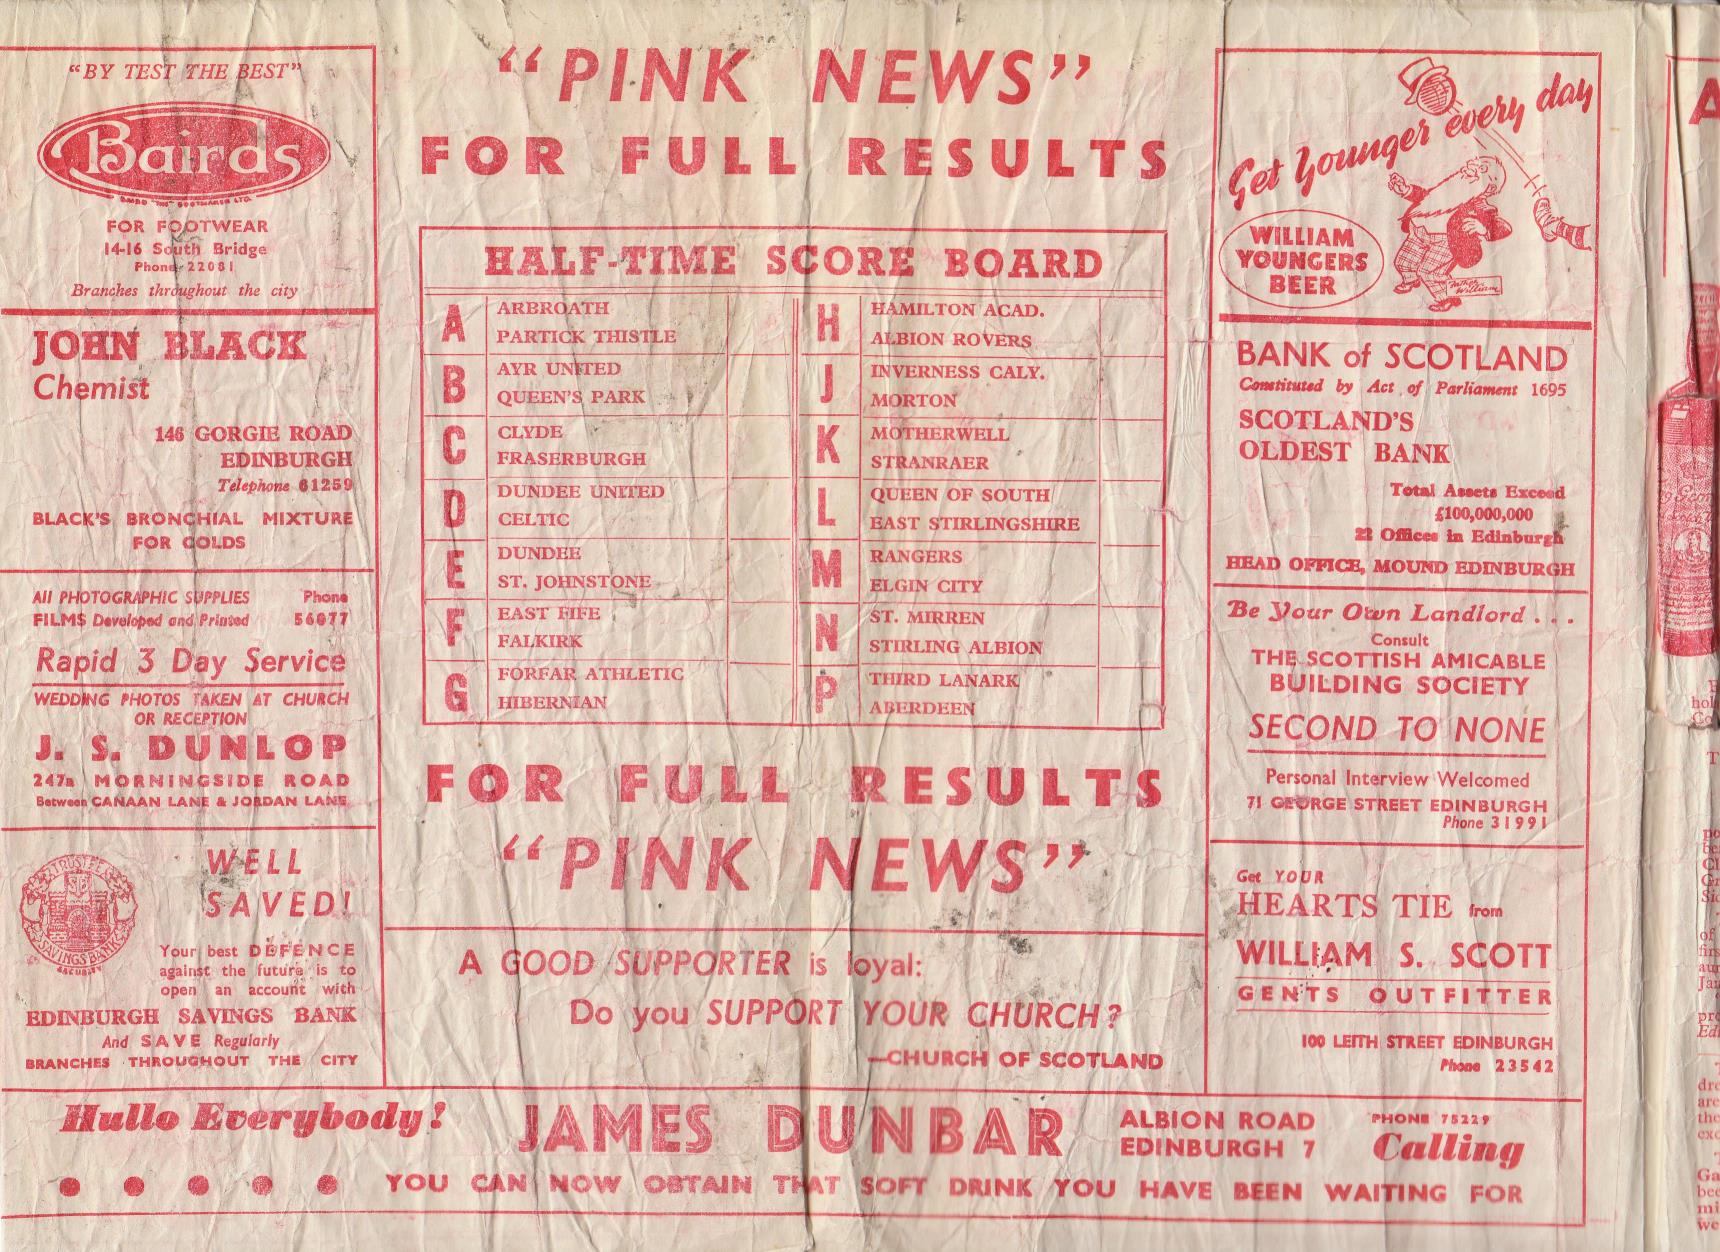 "BY TEST THE BEST"
Bairds
FOR FOOTWEAR
14-16 South Bridge
Phone 22081
Branches throughout the city
JOHN BLACK
Chemist
146 GORGIE ROAD
EDINBURGH
Telephone 61259
BLACK'S BRONCHIAL MIXTURE
FOR COLDS
All PHOTOGRAPHIC SUPPLIES Phone
FILMS Developed and Printed 56077
Rapid 3 Day Service
WEDDING PHOTOS TAKEN AT CHURCH
OR RECEPTION
J. S. DUNLOP
247a MORNINGSIDE ROAD
Between CANAAN LANE & JORDAN LANE
TRUSTEE
SAVINGS BANK
SECURITY
WELL
SAVED!
Your best DEFENCE
against the future is to
open an account with
EDINBURGH SAVINGS BANK
And SAVE Regularly
BRANCHES THROUGHOUT THE CITY
"PINK NEWS"
FOR FULL RESULTS
HALF-TIME SCORE BOARD
A ARBROATH
PARTICK THISTLE
B AYR UNITED
QUEEN'S PARK
C CLYDE
FRASERBURGH
D DUNDEE UNITED
CELTIC
E DUNDEE
ST. JOHNSTONE
F EAST FIFE
FALKIRK
G FORFAR ATHLETIC
HIBERNIAN
H HAMILTON ACAD.
ALBION ROVERS
J INVERNESS CALY.
MORTON
K MOTHERWELL
STRANRAER
L QUEEN OF SOUTH
EAST STIRLINGSHIRE
M RANGERS
ELGIN CITY
N ST. MIRREN
STIRLING ALBION
P THIRD LANARK
ABERDEEN
FOR FULL RESULTS
"PINK NEWS"
A GOOD SUPPORTER is loyal:
Do you SUPPORT YOUR CHURCH?
—CHURCH OF SCOTLAND
Get Younger every day
WILLIAM
YOUNGERS
BEER
Father William
BANK of SCOTLAND
Constituted by Act of Parliament 1695
SCOTLAND'S
OLDEST BANK
Total Assets Exceed
£100,000,000
22 Offices in Edinburgh
HEAD OFFICE, MOUND EDINBURGH
Be Your Own Landlord . . .
Consult
THE SCOTTISH AMICABLE
BUILDING SOCIETY
SECOND TO NONE
Personal Interview Welcomed
71 GEORGE STREET EDINBURGH
Phone 31991
Get YOUR
HEARTS TIE from
WILLIAM S. SCOTT
GENTS OUTFITTER
100 LEITH STREET EDINBURGH
Phone 23542
Hullo Everybody! JAMES DUNBAR ALBION ROAD PHONE 75229
EDINBURGH 7 Calling
YOU CAN NOW OBTAIN THAT SOFT DRINK YOU HAVE BEEN WAITING FOR